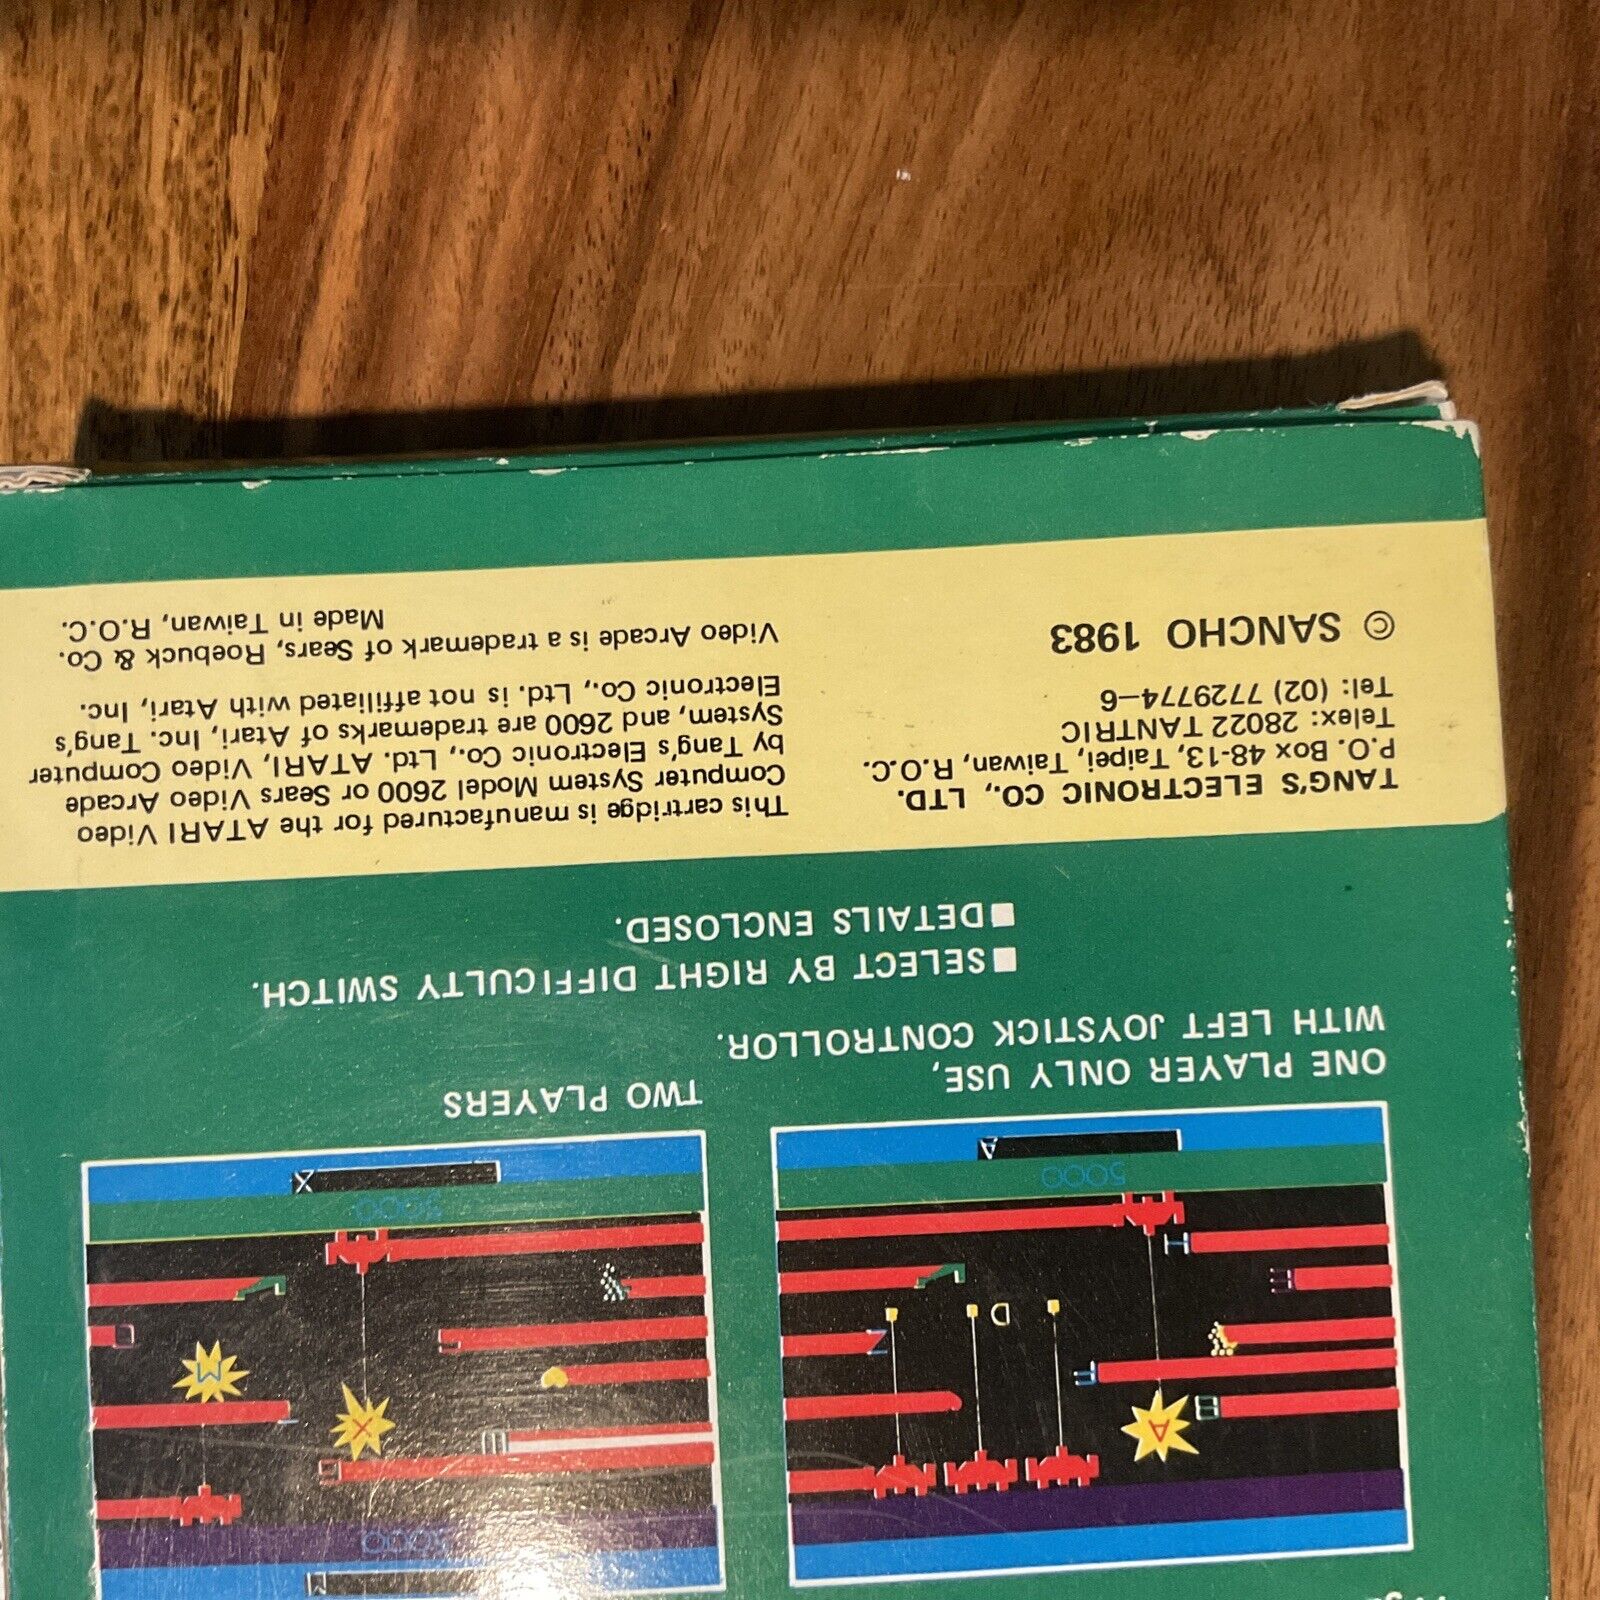 5000
A
A
B
F
H
D
Z
5000
M
X
M
5000
X
ONE PLAYER ONLY USE,
WITH LEFT JOYSTICK CONTROLLOR.
TWO PLAYERS
■ SELECT BY RIGHT DIFFICULTY SWITCH.
■ DETAILS ENCLOSED.
TANG'S ELECTRONIC CO., LTD.
P.O. Box 48-13, Taipei, Taiwan, R.O.C.
Telex: 28022 TANTRIC
Tel: (02) 7729774—6
© SANCHO 1983
This cartridge is manufactured for the ATARI Video
Computer System Model 2600 or Sears Video Arcade
by Tang's Electronic Co., Ltd. ATARI, Video Computer
System, and 2600 are trademarks of Atari, Inc. Tang's
Electronic Co., Ltd. is not affiliated with Atari, Inc.
Video Arcade is a trademark of Sears, Roebuck & Co.
Made in Taiwan, R.O.C.